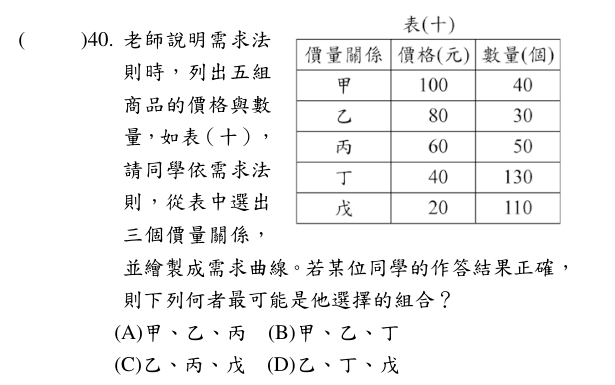 (　　)40. 老師說明需求法
則時，列出五組
商品的價格與數
量，如表(十)，
請同學依需求法
則，從表中選出
三個價量關係，
並繪製成需求曲線。若某位同學的作答結果正確，
則下列何者最可能是他選擇的組合？
(A)甲、乙、丙　(B)甲、乙、丁
(C)乙、丙、戊　(D)乙、丁、戊
表(十)
價量關係 價格(元) 數量(個)
甲 100 40
乙 80 30
丙 60 50
丁 40 130
戊 20 110